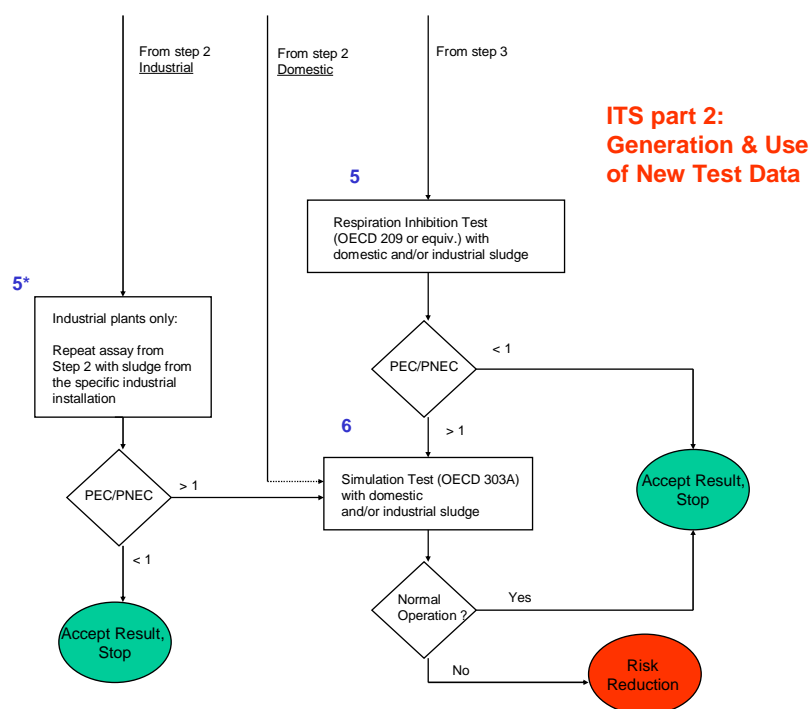 From step 2
Industrial
From step 2
Domestic
From step 3
ITS part 2:
Generation & Use
of New Test Data
5
Respiration Inhibition Test
(OECD 209 or equiv.) with
domestic and/or industrial sludge
5*
Industrial plants only:
Repeat assay from
Step 2 with sludge from
the specific industrial
installation
PEC/PNEC
< 1
> 1
6
Simulation Test (OECD 303A)
with domestic
and/or industrial sludge
PEC/PNEC
> 1
< 1
Accept Result,
Stop
Normal
Operation ?
Yes
No
Accept Result,
Stop
Risk
Reduction